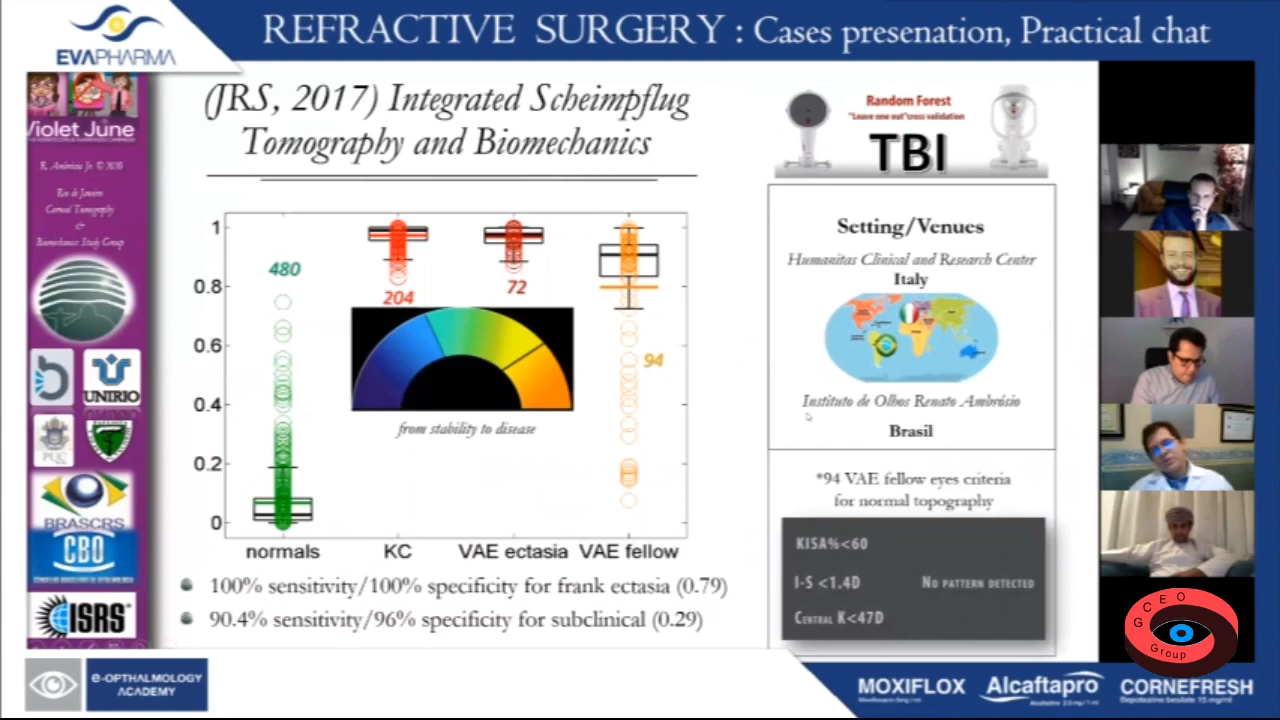 EVAPHARMA
REFRACTIVE SURGERY : Cases presenation, Practical chat
Violet June
R. Ambrósio Jr. © 2020
Rio de Janeiro
Corneal Tomography
&
Biomechanics Study Group
UNIRIO
PUC
BRASCRS
CBO
ISRS
(JRS, 2017) Integrated Scheimpflug
Tomography and Biomechanics
1
0.8
0.6
0.4
0.2
0
480
204
72
94
from stability to disease
normals KC VAE ectasia VAE fellow
100% sensitivity/100% specificity for frank ectasia (0.79)
90.4% sensitivity/96% specificity for subclinical (0.29)
Random Forest
"Leave one out"cross validation
TBI
Setting/Venues
Humanitas Clinical and Research Center
Italy
Instituto de Olhos Renato Ambrósio
Brasil
*94 VAE fellow eyes criteria
for normal topography
KISA%<60
I-S <1.4D No pattern detected
Central K<47D
GCEO
Group
e-OPTHALMOLOGY
ACADEMY
MOXIFLOX
Alcaftapro
CORNEFRESH